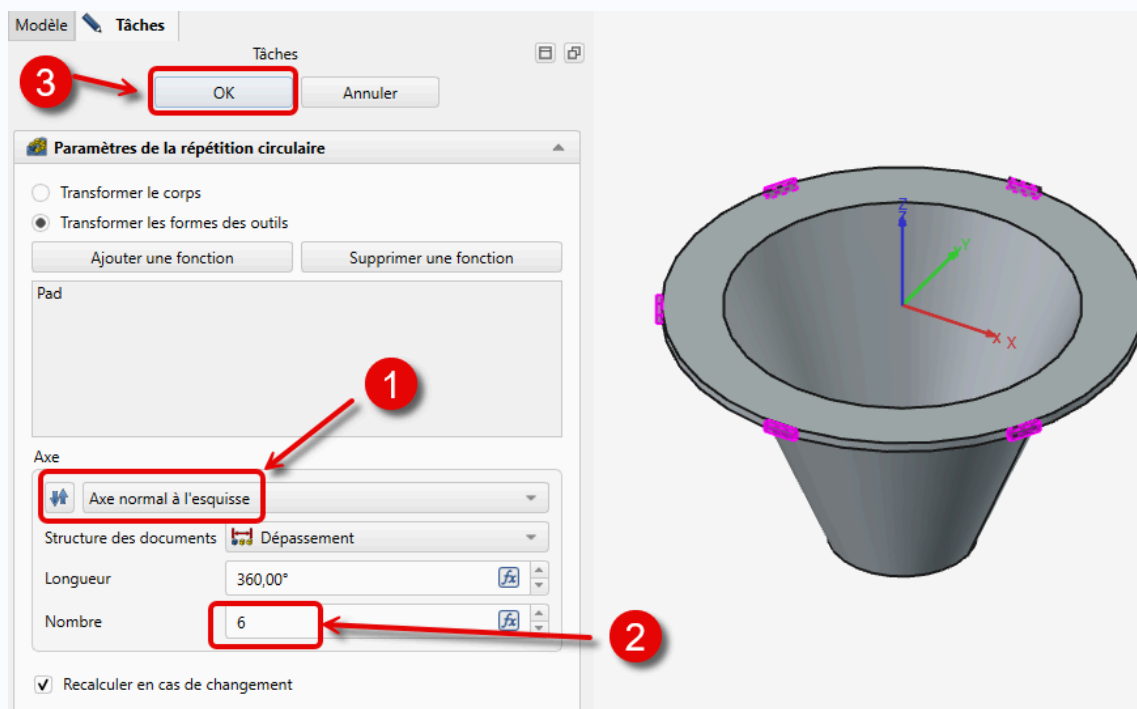 Modèle Tâches
Tâches
3
OK Annuler
Paramètres de la répétition circulaire
Transformer le corps
Transformer les formes des outils
Ajouter une fonction Supprimer une fonction
Pad
1
Axe
Axe normal à l'esquisse
Structure des documents Dépassement
Longueur 360,00° fx
Nombre 6 fx
2
Recalculer en cas de changement
Z
Z
Y
X X